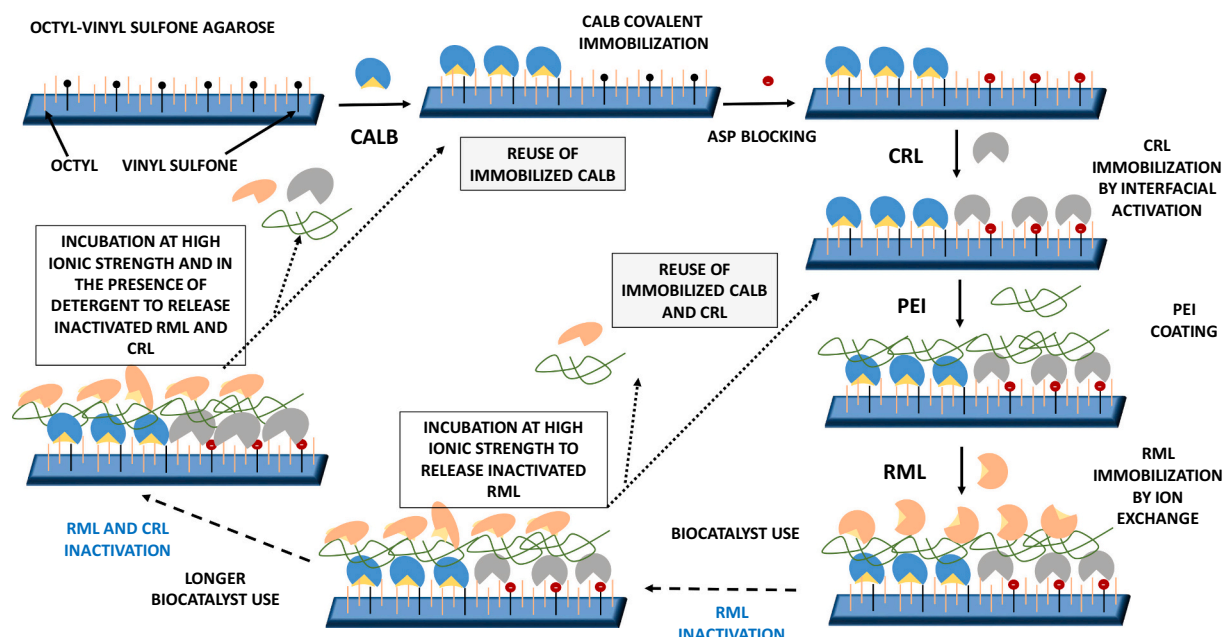 OCTYL-VINYL SULFONE AGAROSE
OCTYL
VINYL SULFONE
CALB
CALB COVALENT
IMMOBILIZATION
ASP BLOCKING
REUSE OF
IMMOBILIZED CALB
CRL
CRL
IMMOBILIZATION
BY INTERFACIAL
ACTIVATION
PEI
PEI
COATING
RML
RML
IMMOBILIZATION
BY ION
EXCHANGE
BIOCATALYST USE
RML
INACTIVATION
INCUBATION AT HIGH
IONIC STRENGTH TO
RELEASE INACTIVATED
RML
REUSE OF
IMMOBILIZED CALB
AND CRL
LONGER
BIOCATALYST USE
RML AND CRL
INACTIVATION
INCUBATION AT HIGH
IONIC STRENGTH AND IN
THE PRESENCE OF
DETERGENT TO RELEASE
INACTIVATED RML AND
CRL